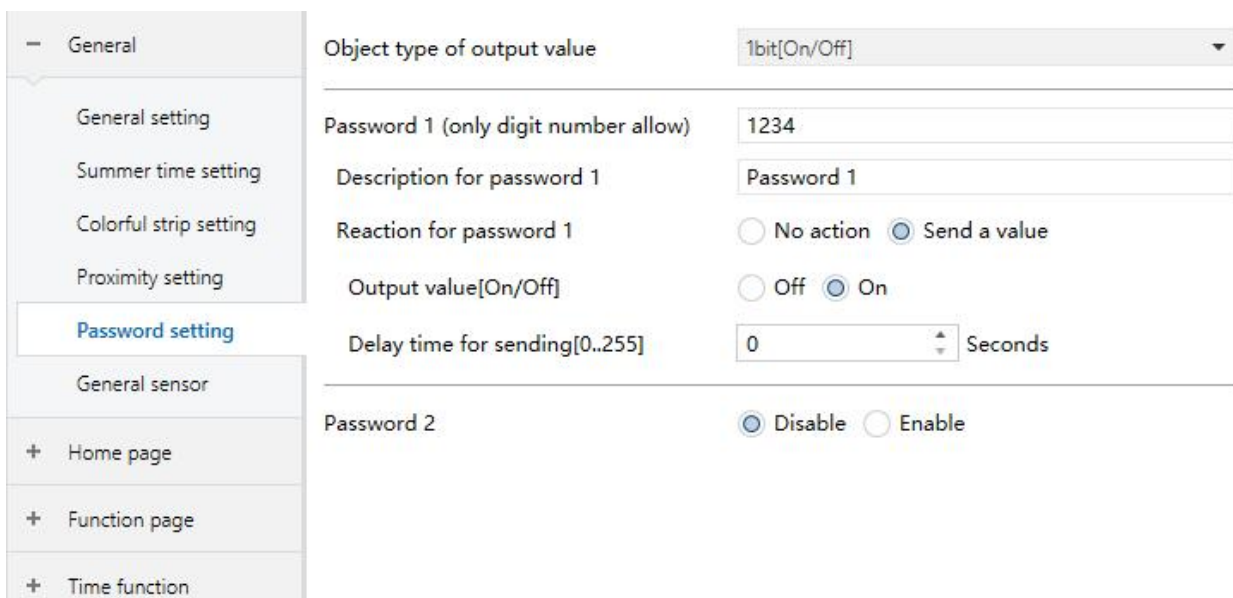 − General
General setting
Summer time setting
Colorful strip setting
Proximity setting
Password setting
General sensor
+ Home page
+ Function page
+ Time function
Object type of output value 1bit[On/Off]
Password 1 (only digit number allow) 1234
Description for password 1 Password 1
Reaction for password 1 No action Send a value
Output value[On/Off] Off On
Delay time for sending[0..255] 0 Seconds
Password 2 Disable Enable